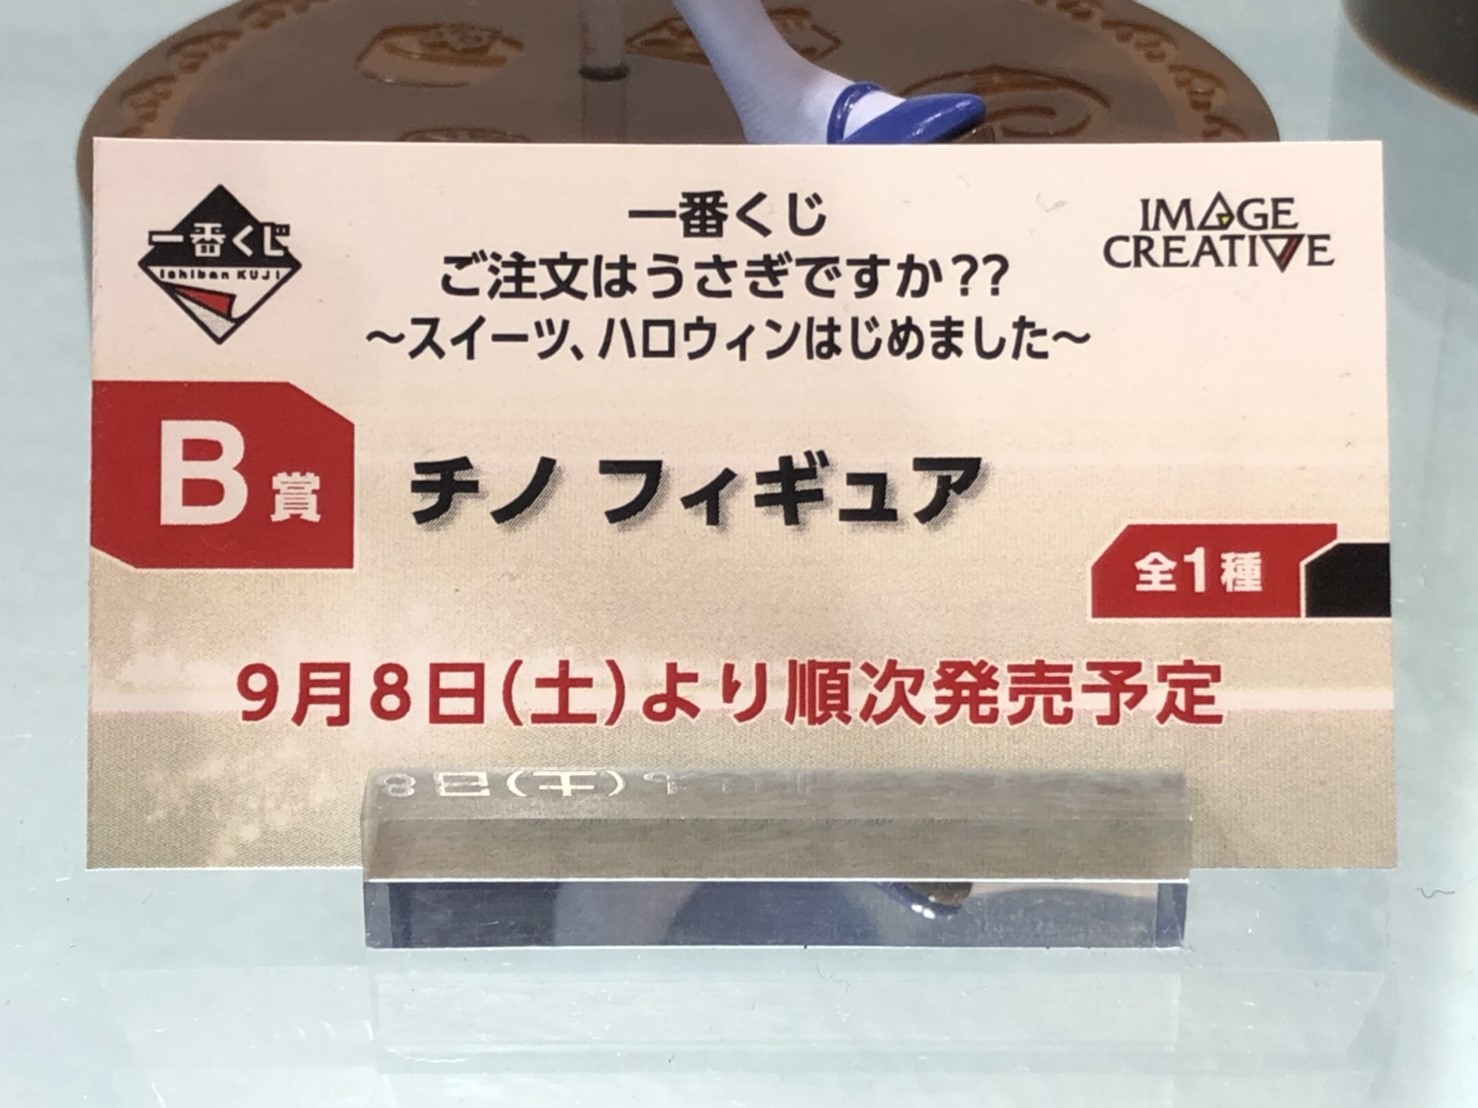 一番くじ
Ichiban KUJI
一番くじ
ご注文はうさぎですか??
～スイーツ、ハロウィンはじめました～
IMAGE
CREATIVE
B賞
チノ フィギュア
全1種
9月8日(土)より順次発売予定